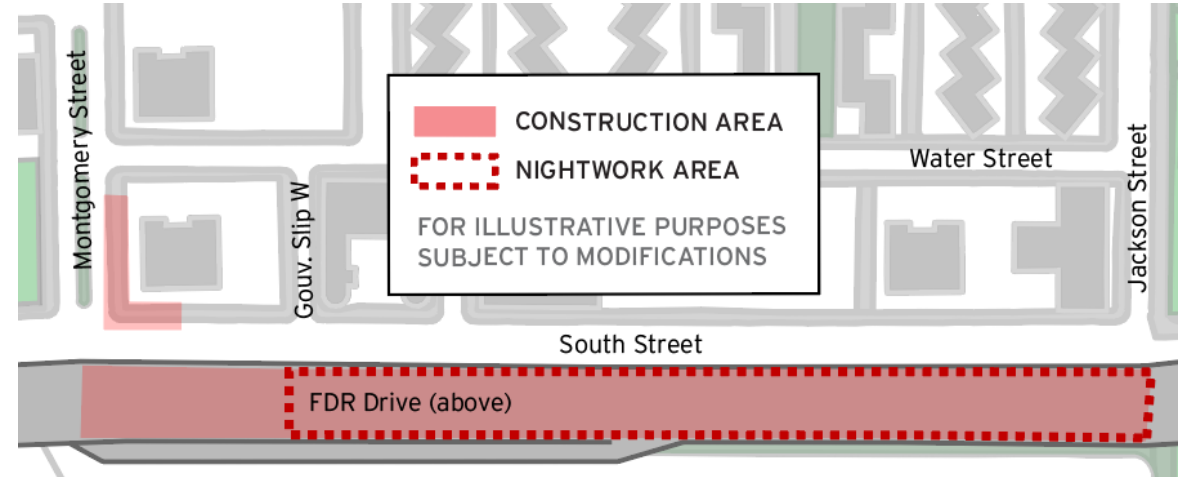 Montgomery Street
Gouv. Slip W
CONSTRUCTION AREA
NIGHTWORK AREA
FOR ILLUSTRATIVE PURPOSES
SUBJECT TO MODIFICATIONS
Water Street
Jackson Street
South Street
FDR Drive (above)